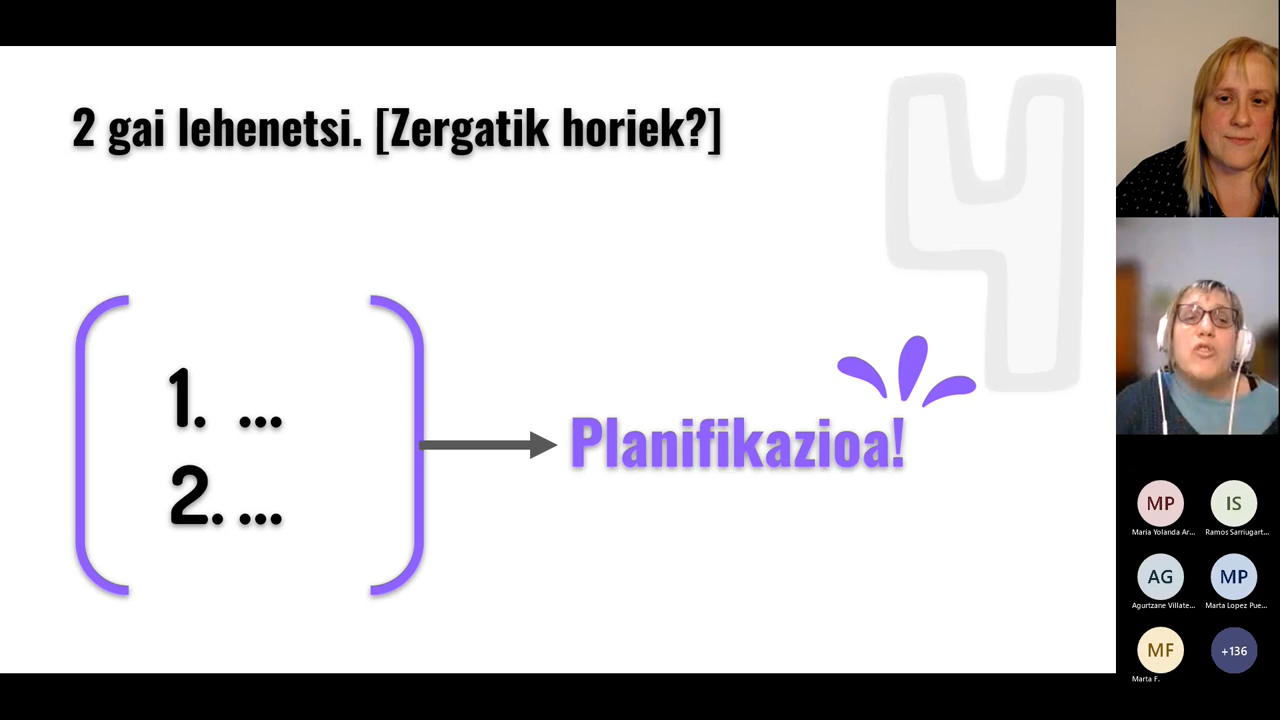 2 gai lehenetsi. [Zergatik horiek?]
4
1. ...
2. ...
Planifikazioa!
MP
Maria Yolanda Ar...
IS
Ramos Sarriugart...
AG
Agurtzane Villate...
MP
Marta Lopez Pue...
MF
Marta F.
+136